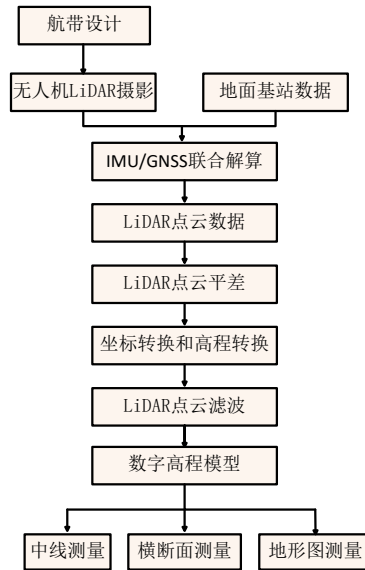 航带设计
无人机LiDAR摄影
地面基站数据
IMU/GNSS联合解算
LiDAR点云数据
LiDAR点云平差
坐标转换和高程转换
LiDAR点云滤波
数字高程模型
中线测量
横断面测量
地形图测量